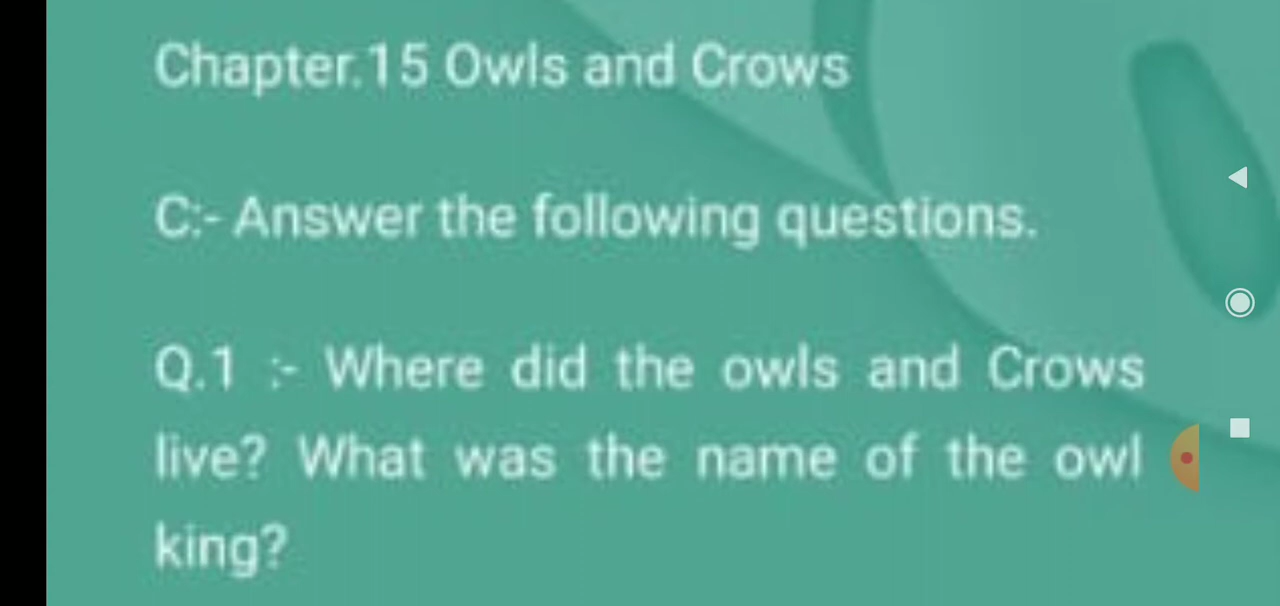 Chapter.15 Owls and Crows
C:- Answer the following questions.
Q.1 :- Where did the owls and Crows
live? What was the name of the owl
king?